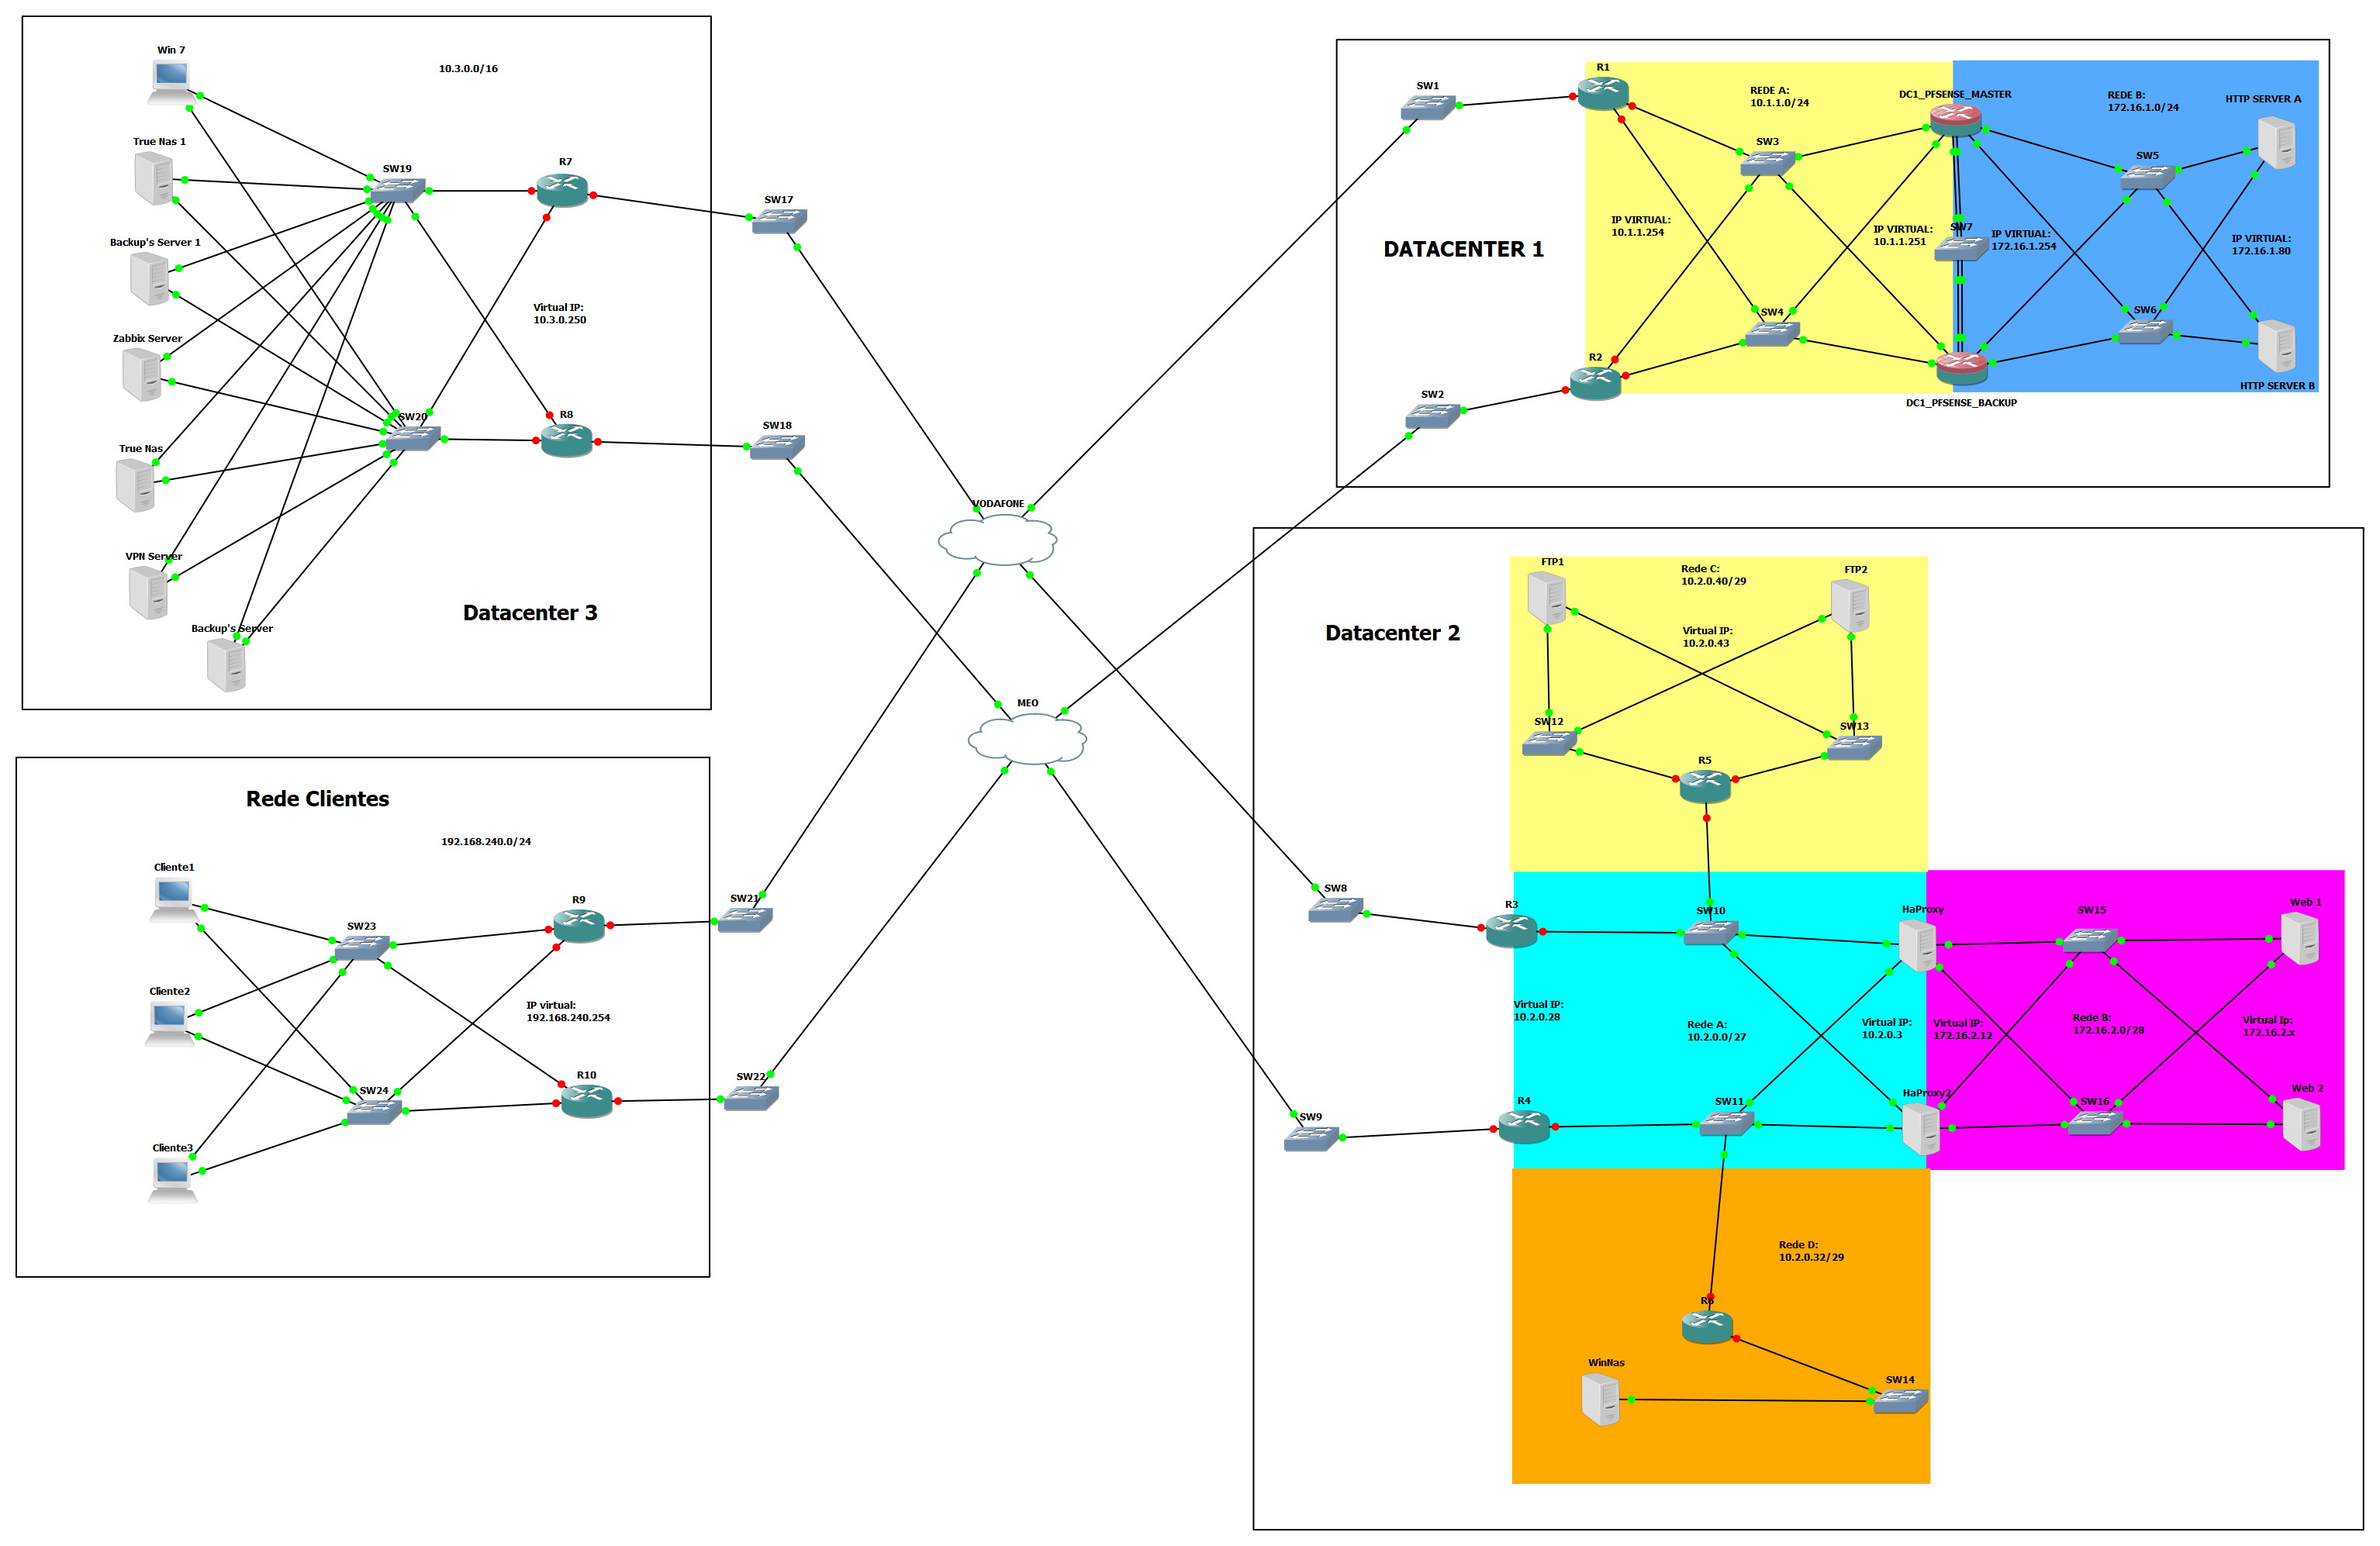 Win 7
10.3.0.0/16
True Nas 1
SW19
R7
Backup's Server 1
SW17
Virtual IP:
10.3.0.250
Zabbix Server
SW20
R8
SW18
True Nas
VPN Server
Backup's Server
Datacenter 3
VODAFONE
MEO
DATACENTER 1
SW1
R1
REDE A:
10.1.1.0/24
DC1_PFSENSE_MASTER
REDE B:
172.16.1.0/24
HTTP SERVER A
SW3
SW5
IP VIRTUAL:
10.1.1.254
IP VIRTUAL:
10.1.1.251
SW7
IP VIRTUAL:
172.16.1.254
IP VIRTUAL:
172.16.1.80
SW4
SW6
SW2
R2
HTTP SERVER B
DC1_PFSENSE_BACKUP
Datacenter 2
FTP1
Rede C:
10.2.0.40/29
FTP2
Virtual IP:
10.2.0.43
SW12
SW13
R5
SW8
R3
SW10
HaProxy
SW15
Web 1
Virtual IP:
10.2.0.28
Rede A:
10.2.0.0/27
Virtual IP:
10.2.0.3
Virtual IP:
172.16.2.12
Rede B:
172.16.2.0/28
Virtual Ip:
172.16.2.x
SW9
R4
SW11
HaProxy2
SW16
Web 2
Rede D:
10.2.0.32/29
R6
WinNas
SW14
Rede Clientes
192.168.240.0/24
Cliente1
SW23
R9
SW21
Cliente2
IP virtual:
192.168.240.254
SW24
R10
SW22
Cliente3